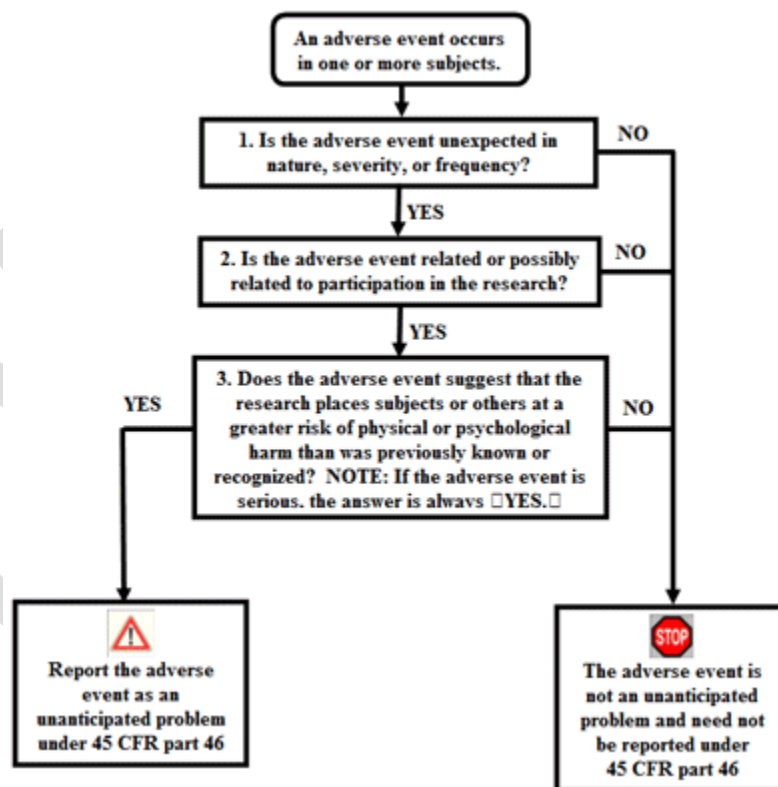 An adverse event occurs
in one or more subjects.
1. Is the adverse event unexpected in
nature, severity, or frequency?
NO
YES
2. Is the adverse event related or possibly
related to participation in the research?
NO
YES
3. Does the adverse event suggest that the
research places subjects or others at a
greater risk of physical or psychological
harm than was previously known or
recognized?  NOTE: If the adverse event is
serious, the answer is always □YES.□
YES
NO
Report the adverse
event as an
unanticipated problem
under 45 CFR part 46
STOP
The adverse event is
not an unanticipated
problem and need not
be reported under
45 CFR part 46